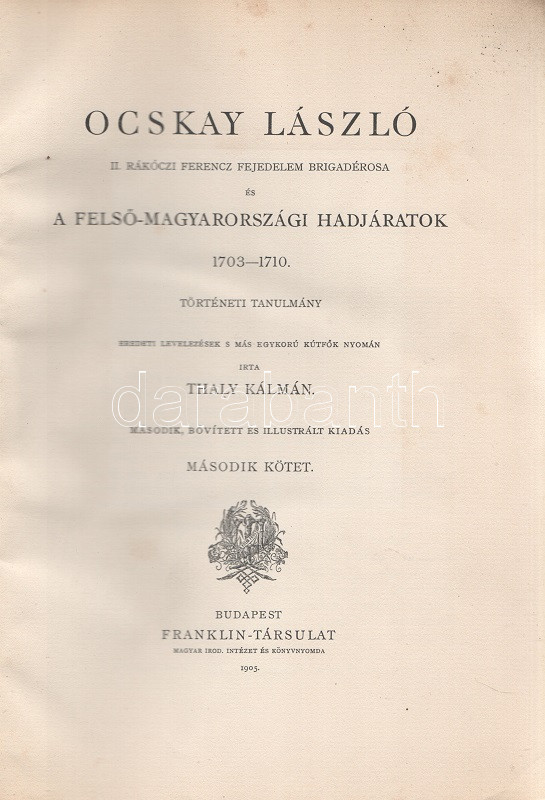 OCSKAY LÁSZLÓ
II. RÁKÓCZI FERENCZ FEJEDELEM BRIGADÉROSA
ÉS
A FELSŐ-MAGYARORSZÁGI HADJÁRATOK
1703—1710.
TÖRTÉNETI TANULMÁNY
EREDETI LEVELEZÉSEK S MÁS EGYKORÚ KÚTFŐK NYOMÁN
IRTA
THALY KÁLMÁN.
darabanth
MÁSODIK, BŐVÍTETT ÉS ILLUSTRÁLT KIADÁS
MÁSODIK KÖTET.
BUDAPEST
FRANKLIN-TÁRSULAT
MAGYAR IROD. INTÉZET ÉS KÖNYVNYOMDA
1905.